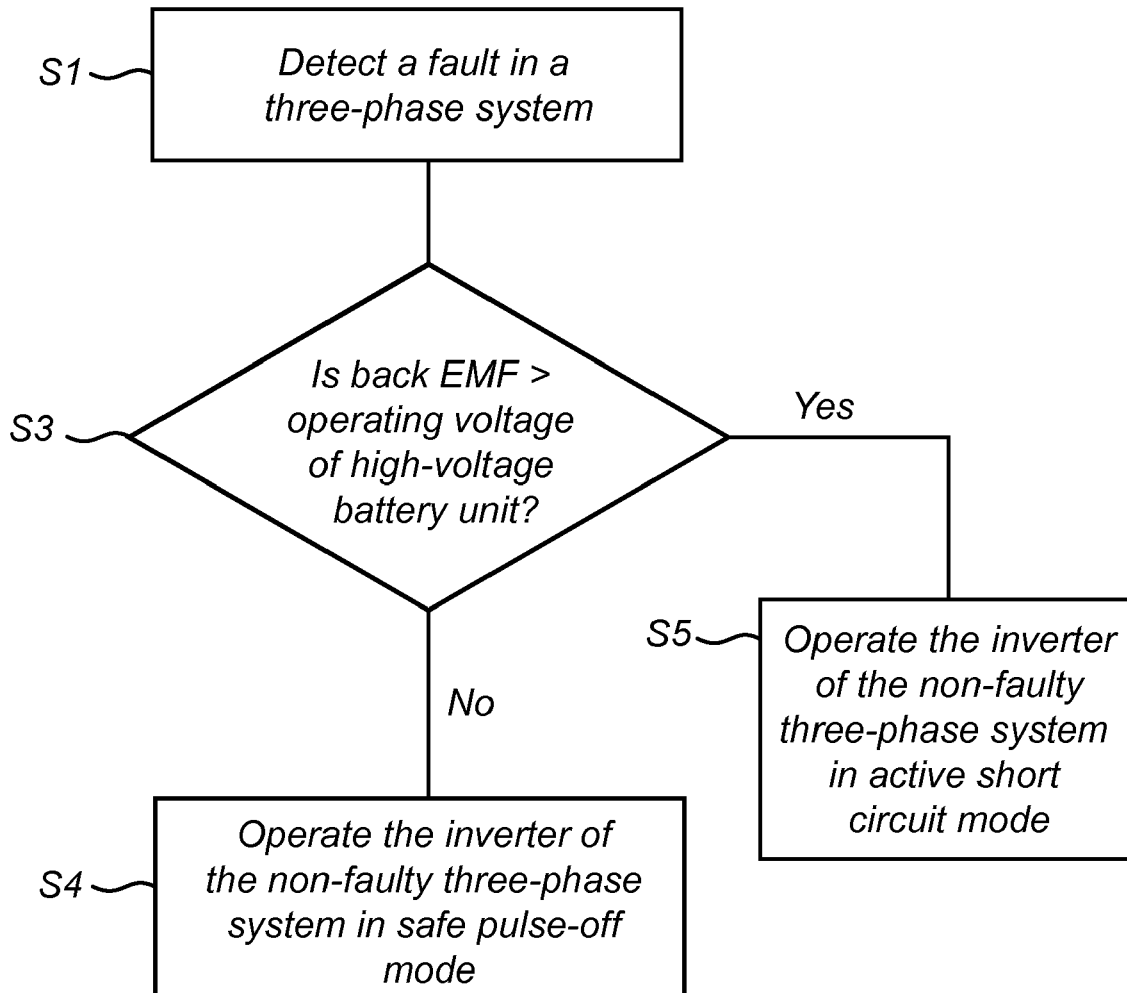 S1
Detect a fault in a
three-phase system
S3
Is back EMF >
operating voltage
of high-voltage
battery unit?
Yes
No
S5
Operate the inverter
of the non-faulty
three-phase system
in active short
circuit mode
S4
Operate the inverter of
the non-faulty three-phase
system in safe pulse-off
mode